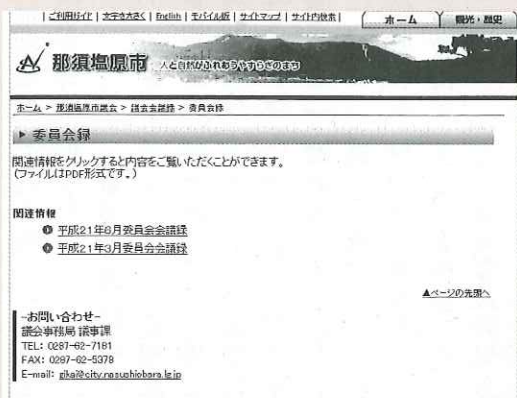 | ご利用ガイド | 文字を大きく | English | モバイル版 | サイトマップ | サイト内検索 |
ホーム 観光・歴史
那須塩原市 人と自然がふれあうやすらぎのまち
ホーム > 那須塩原市議会 > 議会会議録 > 委員会録
委員会録
関連情報をクリックすると内容をご覧いただくことができます。
(ファイルはPDF形式です。)
関連情報
平成21年6月委員会会議録
平成21年3月委員会会議録
▲ページの先頭へ
-お問い合わせ-
議会事務局 議事課
TEL: 0287-62-7181
FAX: 0287-62-5378
E-mail: gikai@city.nasushiobara.lg.jp